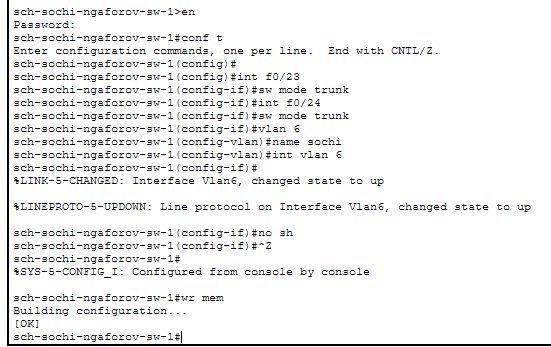 sch-sochi-ngaforov-sw-1>en
Password:
sch-sochi-ngaforov-sw-1#conf t
Enter configuration commands, one per line.  End with CNTL/Z.
sch-sochi-ngaforov-sw-1(config)#
sch-sochi-ngaforov-sw-1(config)#int f0/23
sch-sochi-ngaforov-sw-1(config-if)#sw mode trunk
sch-sochi-ngaforov-sw-1(config-if)#int f0/24
sch-sochi-ngaforov-sw-1(config-if)#sw mode trunk
sch-sochi-ngaforov-sw-1(config-if)#vlan 6
sch-sochi-ngaforov-sw-1(config-vlan)#name sochi
sch-sochi-ngaforov-sw-1(config-vlan)#int vlan 6
sch-sochi-ngaforov-sw-1(config-if)#
%LINK-5-CHANGED: Interface Vlan6, changed state to up
%LINEPROTO-5-UPDOWN: Line protocol on Interface Vlan6, changed state to up
sch-sochi-ngaforov-sw-1(config-if)#no sh
sch-sochi-ngaforov-sw-1(config-if)#^Z
sch-sochi-ngaforov-sw-1#
%SYS-5-CONFIG_I: Configured from console by console
sch-sochi-ngaforov-sw-1#wr mem
Building configuration...
[OK]
sch-sochi-ngaforov-sw-1#